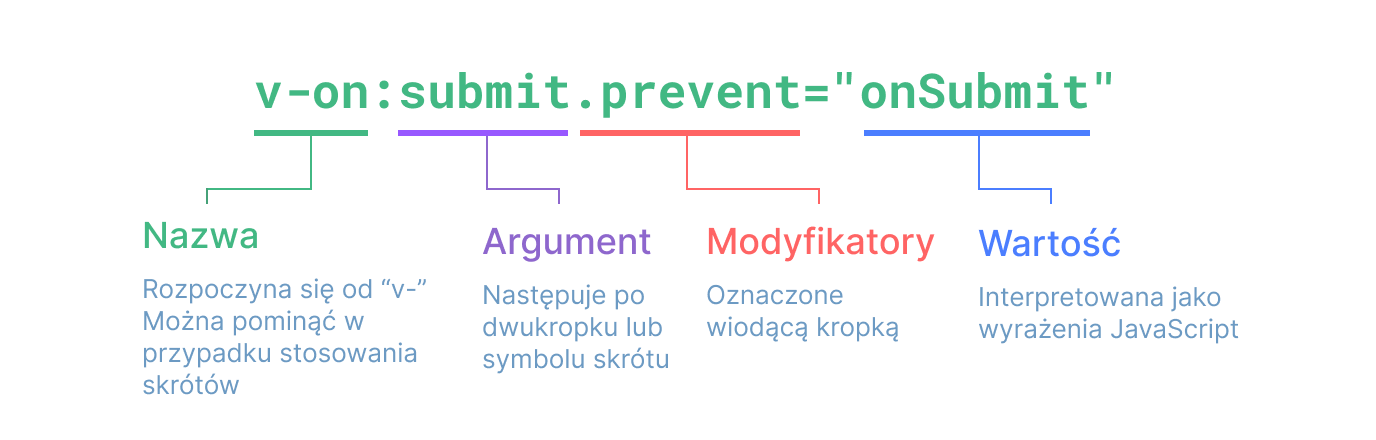 v-on:submit.prevent="onSubmit"
Nazwa
Rozpoczyna się od “v-”
Można pominąć w
przypadku stosowania
skrótów
Argument
Następuje po
dwukropku lub
symbolu skrótu
Modyfikatory
Oznaczone
wiodącą kropką
Wartość
Interpretowana jako
wyrażenia JavaScript